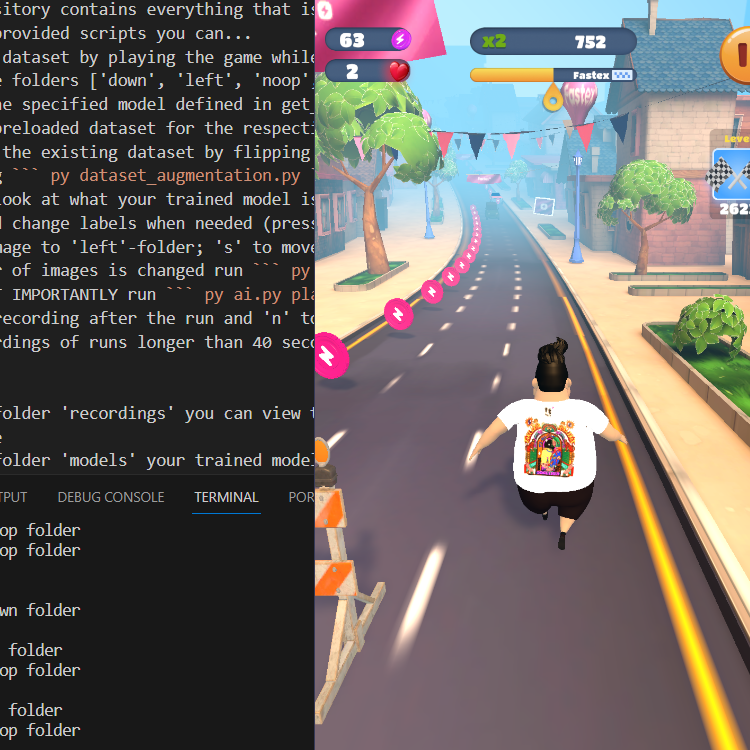 sitory contains everything that is
provided scripts you can...
dataset by playing the game while
folders ['down', 'left', 'noop'
e specified model defined in get_
preloaded dataset for the respecti
the existing dataset by flipping
g ``` py dataset_augmentation.py `
look at what your trained model is
d change labels when needed (press
mage to 'left'-folder; 's' to move
r of images is changed run ``` py
T IMPORTANTLY run ``` py ai.py pla
recording after the run and 'n' to
rdings of runs longer than 40 seco
folder 'recordings' you can view t
e
folder 'models' your trained model
TPUT DEBUG CONSOLE TERMINAL POR
op folder
op folder
wn folder
folder
op folder
folder
op folder
0
63
2
x2 752
Fastex
Fastex
Leve
262